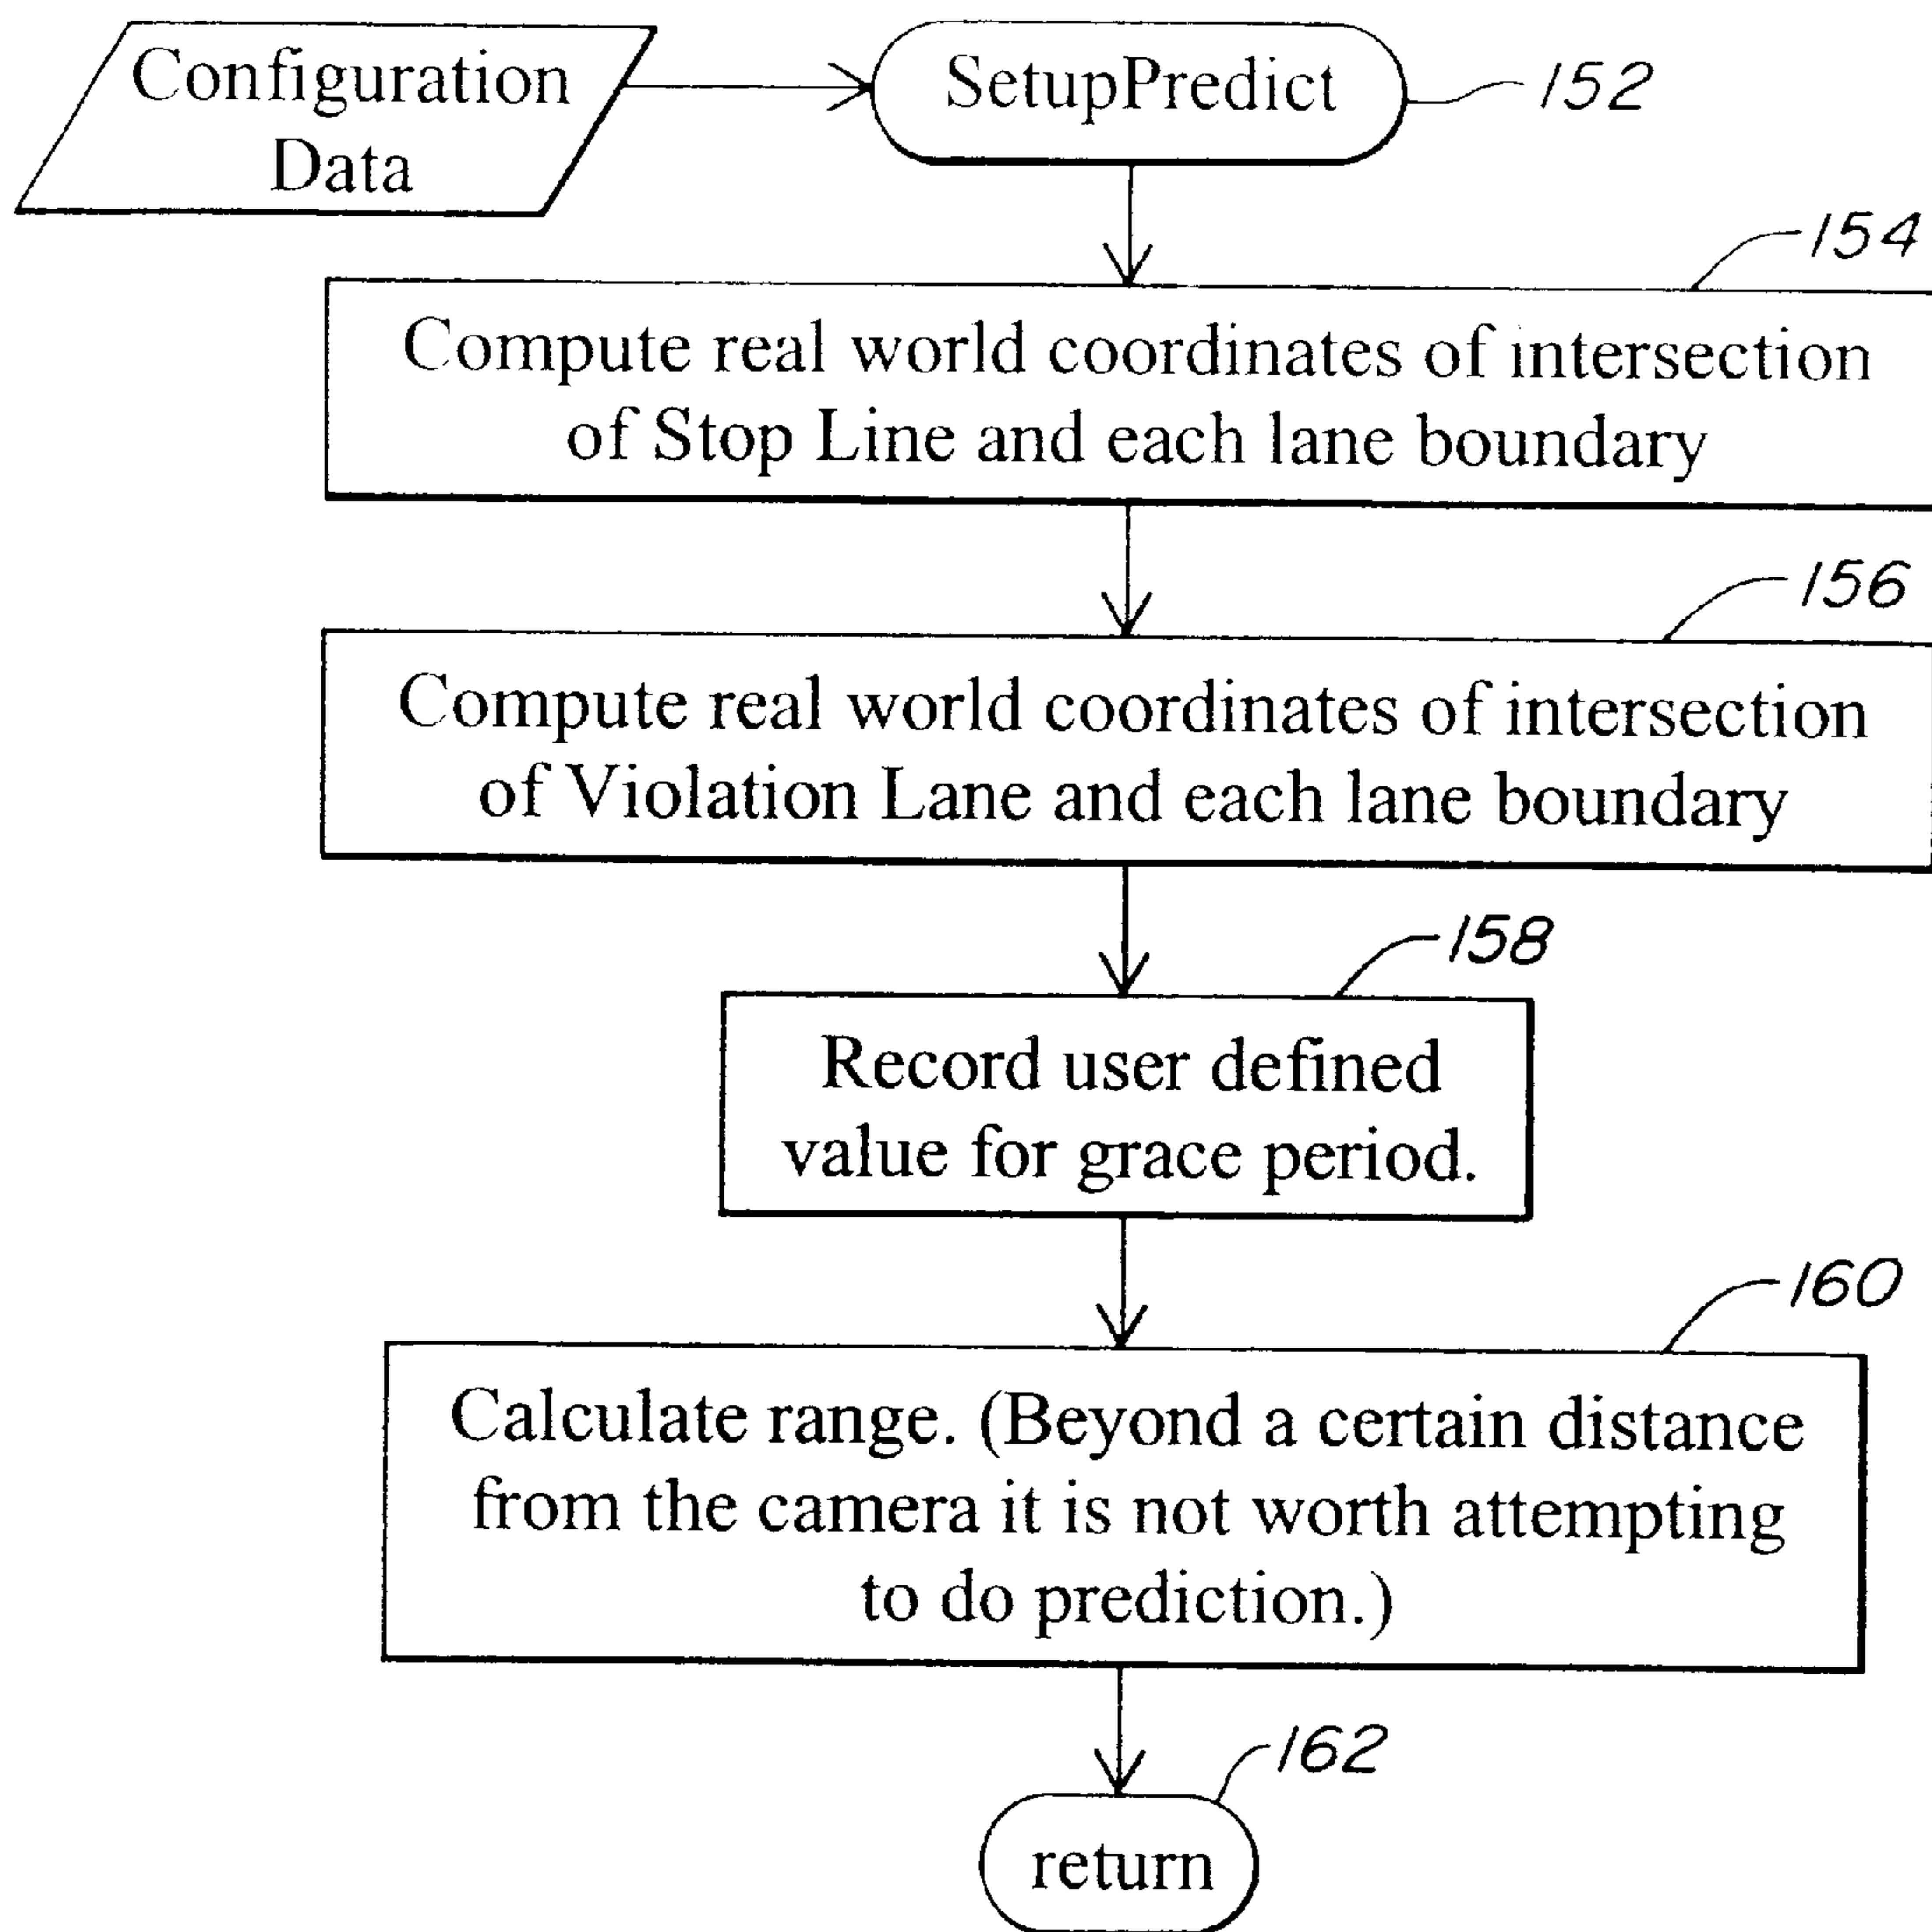 Configuration
Data
SetupPredict
152
154
Compute real world coordinates of intersection
of Stop Line and each lane boundary
156
Compute real world coordinates of intersection
of Violation Lane and each lane boundary
158
Record user defined
value for grace period.
160
Calculate range. (Beyond a certain distance
from the camera it is not worth attempting
to do prediction.)
162
return